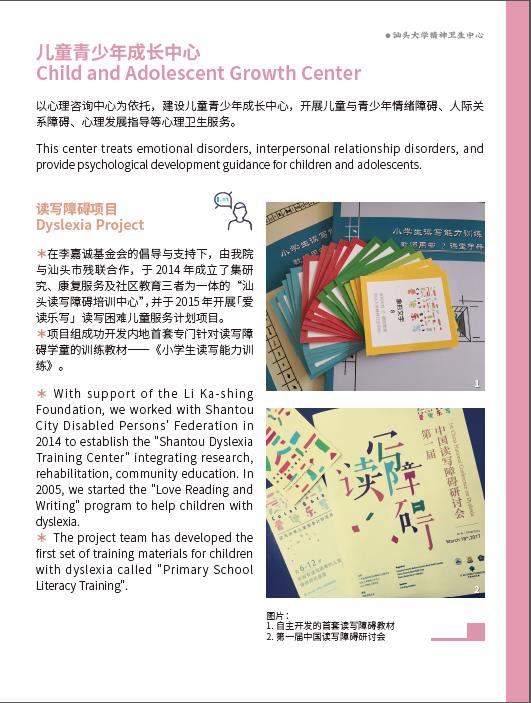 汕头大学精神卫生中心
儿童青少年成长中心
Child and Adolescent Growth Center
以心理咨询中心为依托，建设儿童青少年成长中心，开展儿童与青少年情绪障碍、人际关
系障碍、心理发展指导等心理卫生服务。
This center treats emotional disorders, interpersonal relationship disorders, and
provide psychological development guidance for children and adolescents.
读写障碍项目
Dyslexia Project
＊在李嘉诚基金会的倡导与支持下，由我院
与汕头市残联合作，于 2014 年成立了集研
究、康复服务及社区教育三者为一体的“汕
头读写障碍培训中心”，并于 2015 年开展「爱
读乐写」读写困难儿童服务计划项目。
＊项目组成功开发内地首套专门针对读写障
碍学童的训练教材——《小学生读写能力训
练》。
＊ With support of the Li Ka-shing
Foundation, we worked with Shantou
City Disabled Persons' Federation in
2014 to establish the "Shantou Dyslexia
Training Center" integrating research,
rehabilitation, community education. In
2005, we started the "Love Reading and
Writing" program to help children with
dyslexia.
＊ The project team has developed the
first set of training materials for children
with dyslexia called "Primary School
Literacy Training".
小学生读写能力训练
小学生读写
教师用书
课堂手册
象形文字
1
第一届
中国读写障碍研讨会
读写障碍
March 19th,2017
6-12
2
图片：
1. 自主开发的首套读写障碍教材
2. 第一届中国读写障碍研讨会